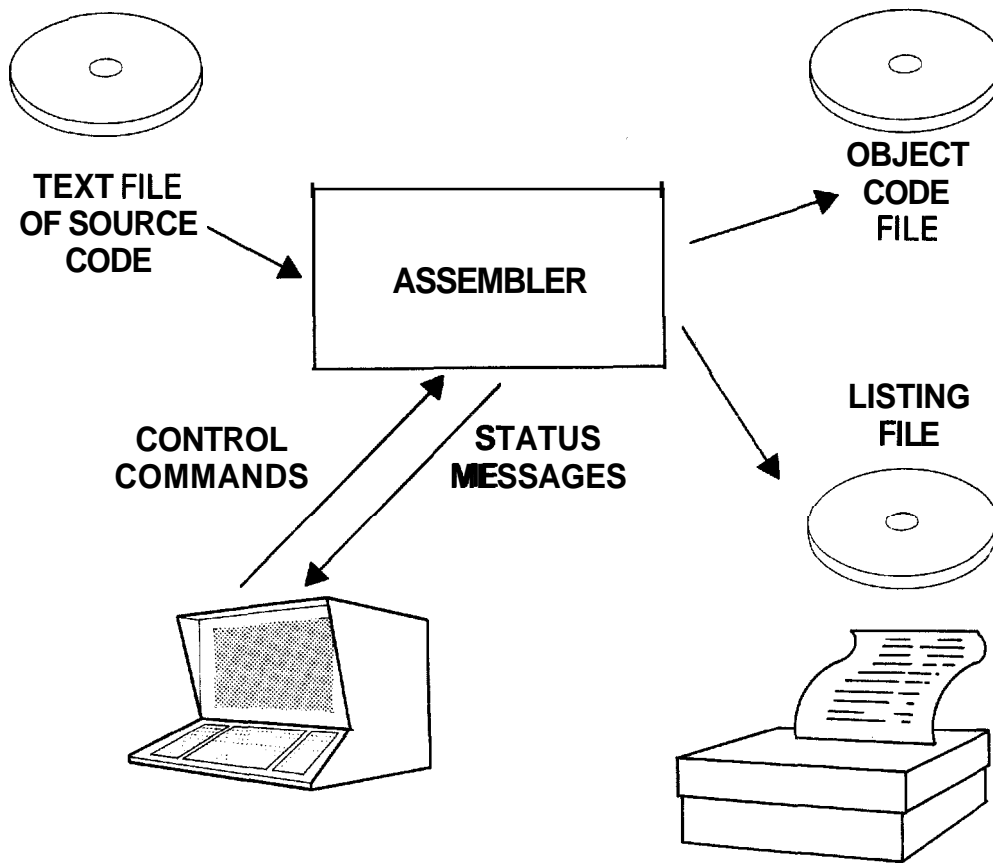 TEXT FILE
OF SOURCE
CODE
OBJECT
CODE
FILE
ASSEMBLER
LISTING
FILE
CONTROL
COMMANDS
STATUS
MESSAGES